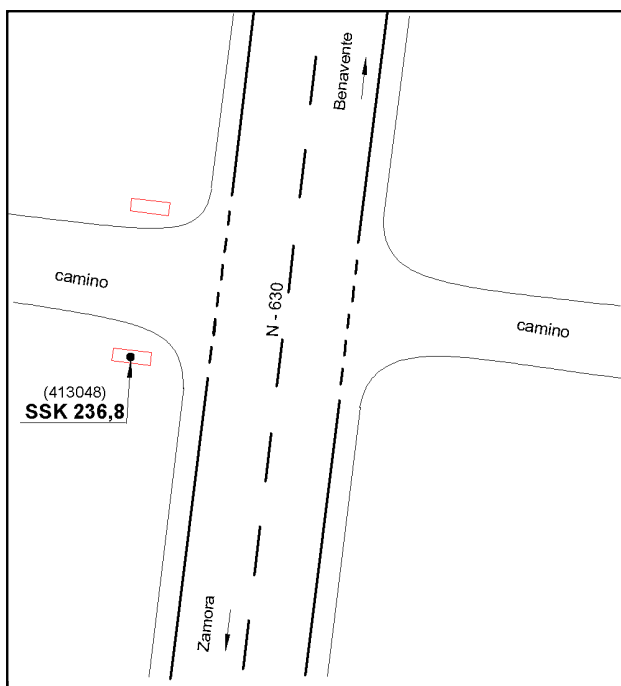 Benavente
camino
N - 630
camino
(413048)
SSK 236,8
Zamora